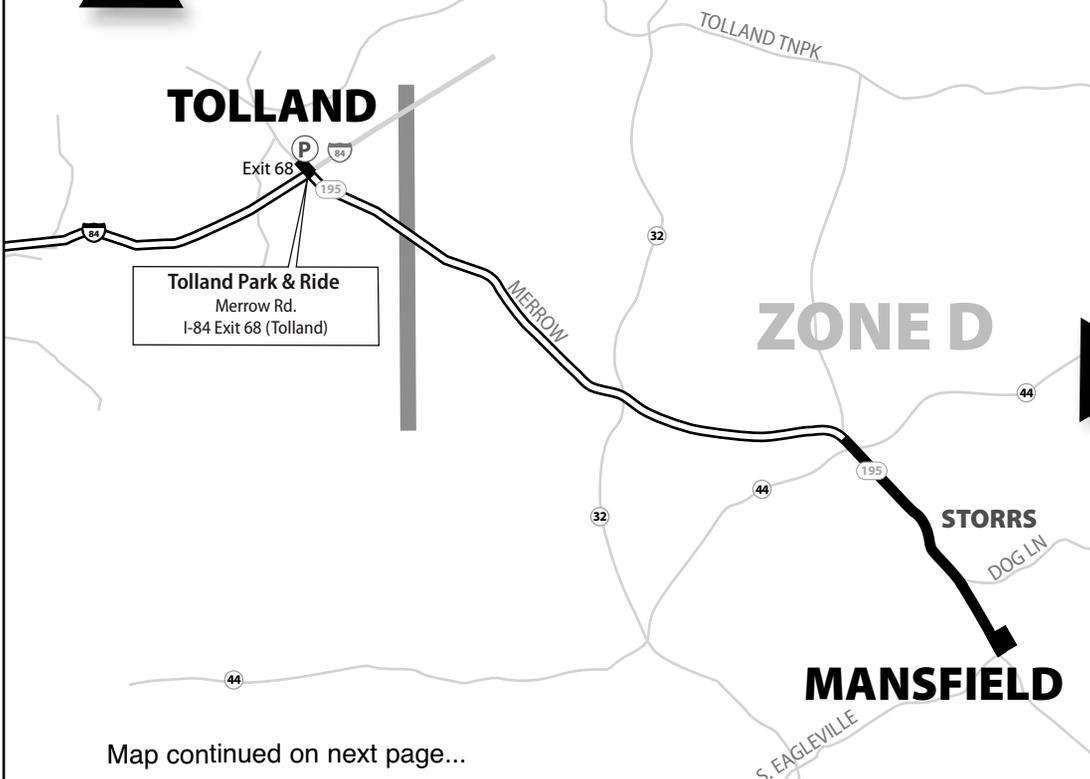 TOLLAND TNPK
TOLLAND
P
84
Exit 68
195
84
32
Tolland Park & Ride
Merrow Rd.
I-84 Exit 68 (Tolland)
MERROW
ZONE D
44
195
44
32
STORRS
DOG LN
44
MANSFIELD
S. EAGLEVILLE
Map continued on next page...